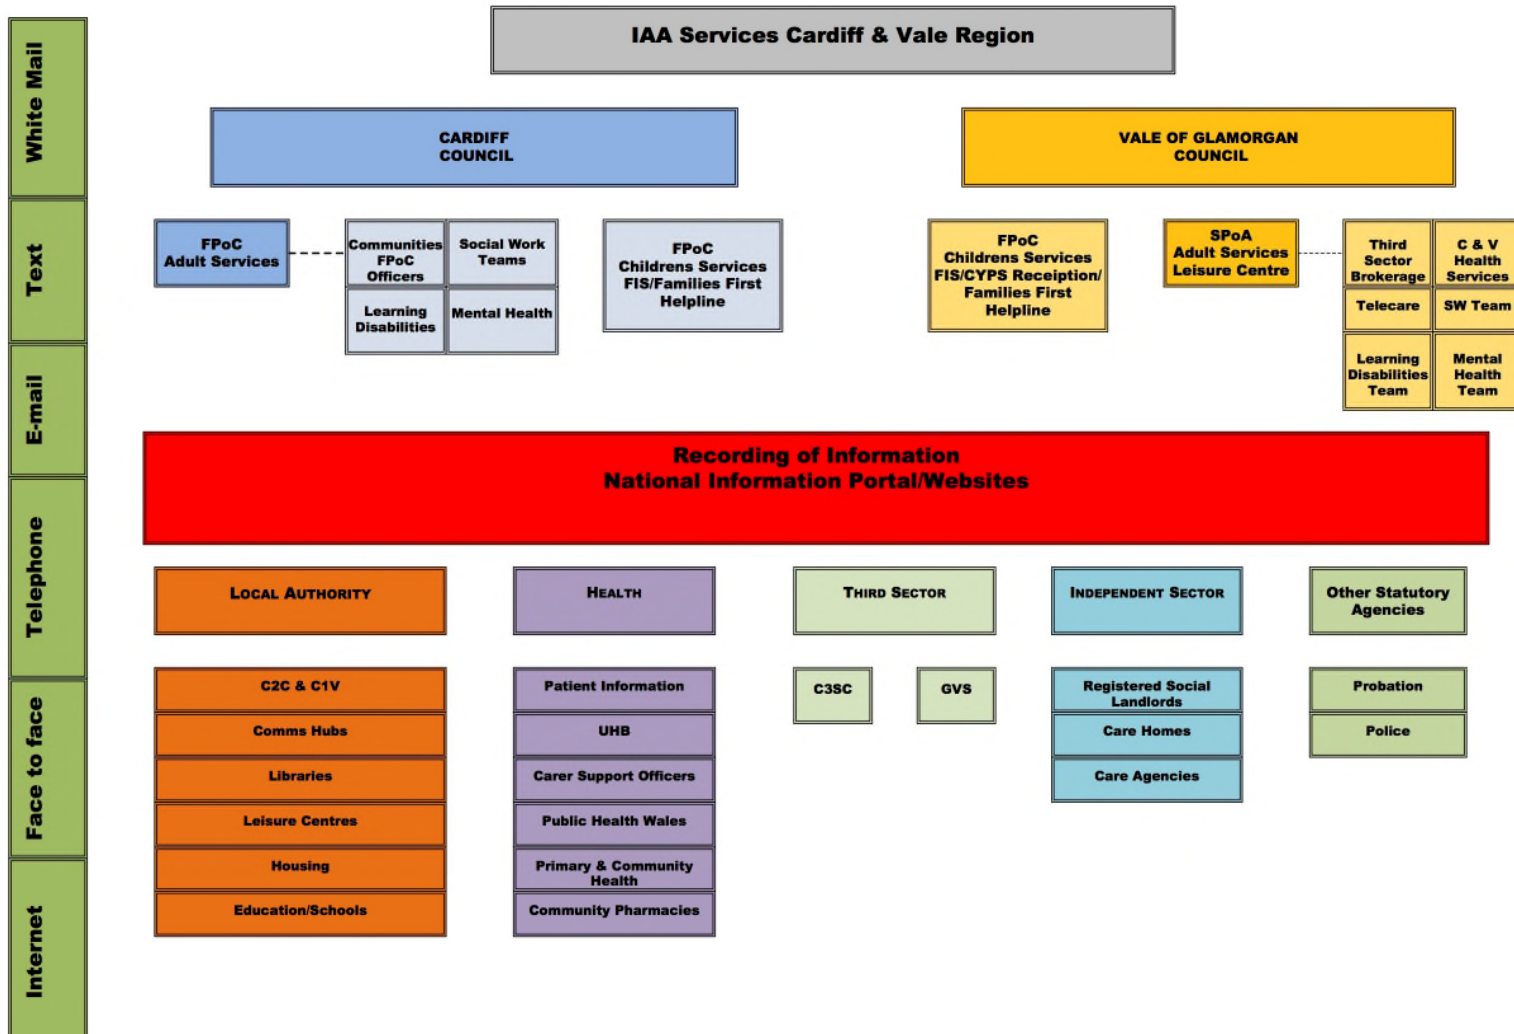 IAA Services Cardiff & Vale Region
White Mail
Text
E-mail
Telephone
Face to face
Internet
CARDIFF
COUNCIL
VALE OF GLAMORGAN
COUNCIL
FPoC
Adult Services
Communities
FPoC
Officers
Social Work
Teams
Learning
Disabilities
Mental Health
FPoC
Childrens Services
FIS/Families First
Helpline
FPoC
Childrens Services
FIS/CYPS Receiption/
Families First
Helpline
SPoA
Adult Services
Leisure Centre
Third
Sector
Brokerage
C & V
Health
Services
Telecare
SW Team
Learning
Disabilities
Team
Mental
Health
Team
Recording of Information
National Information Portal/Websites
LOCAL AUTHORITY
C2C & C1V
Comms Hubs
Libraries
Leisure Centres
Housing
Education/Schools
HEALTH
Patient Information
UHB
Carer Support Officers
Public Health Wales
Primary & Community
Health
Community Pharmacies
THIRD SECTOR
C3SC
GVS
INDEPENDENT SECTOR
Registered Social
Landlords
Care Homes
Care Agencies
Other Statutory
Agencies
Probation
Police